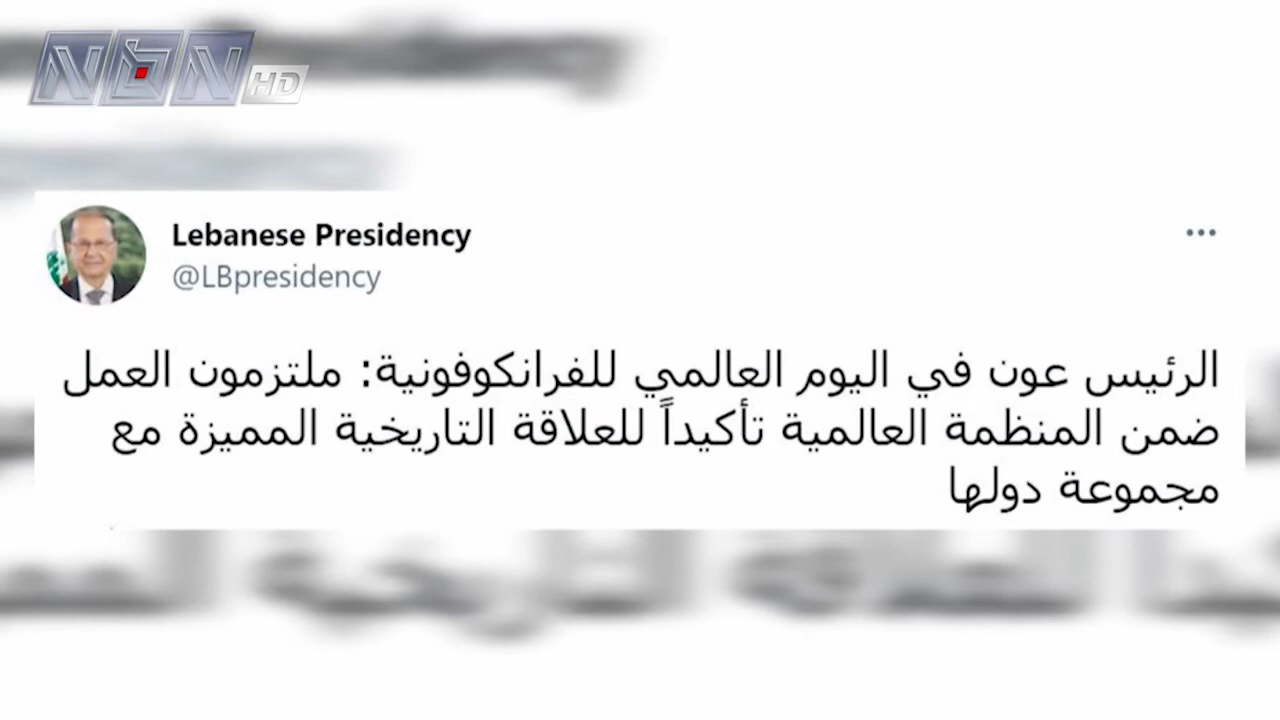 NBN HD
Lebanese Presidency
@LBpresidency
الرئيس عون في اليوم العالمي للفرانكوفونية: ملتزمون العمل
ضمن المنظمة العالمية تأكيداً للعلاقة التاريخية المميزة مع
مجموعة دولها